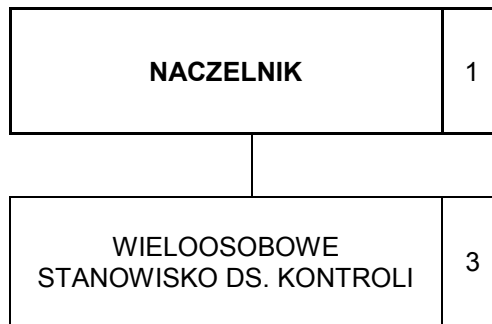 NACZELNIK
1
WIELOOSOBOWE
STANOWISKO DS. KONTROLI
3